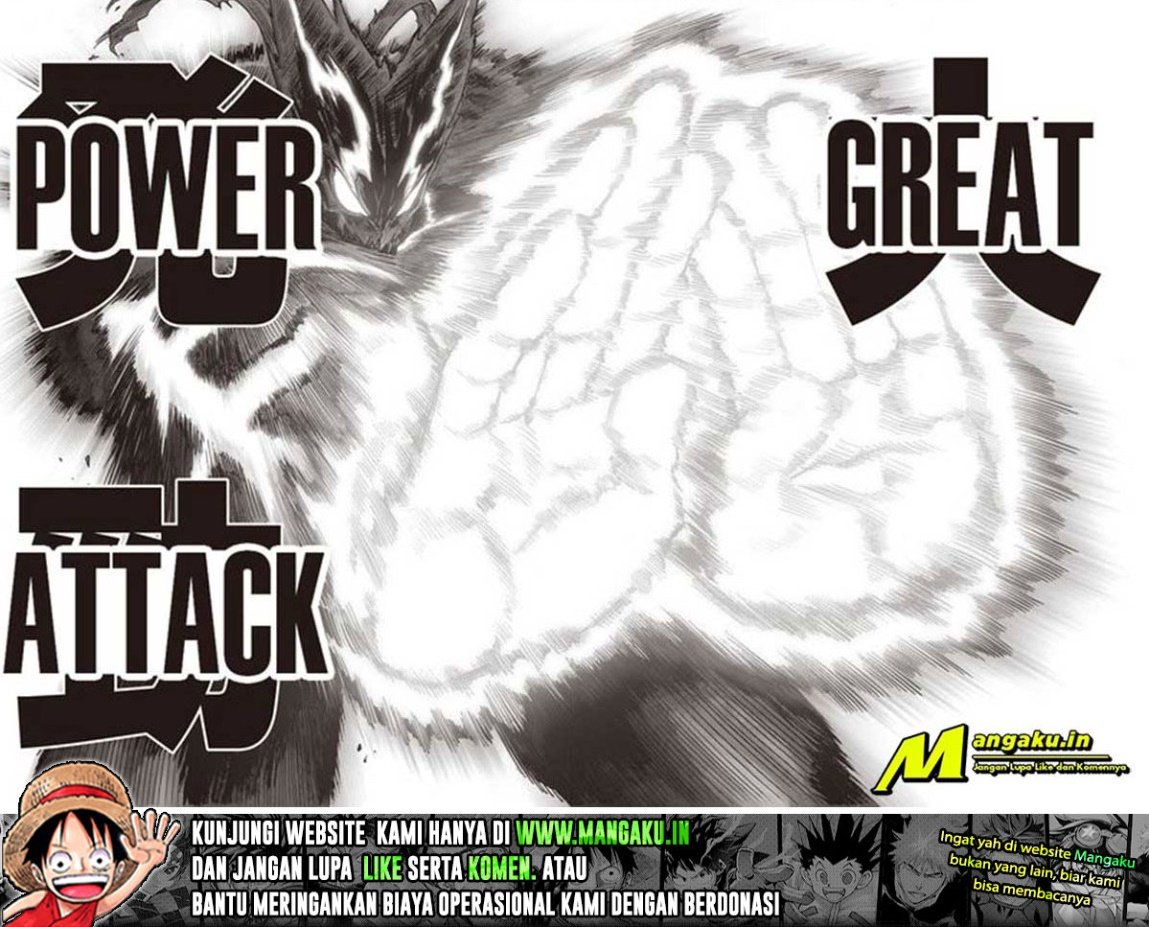 POWER
GREAT
ATTACK
Mangaku.in
Jangan Lupa Like dan Komennya
KUNJUNGI WEBSITE KAMI HANYA DI WWW.MANGAKU.IN
DAN JANGAN LUPA LIKE SERTA KOMEN. ATAU
BANTU MERINGANKAN BIAYA OPERASIONAL KAMI DENGAN BERDONASI
Ingat yah di website Mangaku
bukan yang lain, biar kami
bisa membacanya